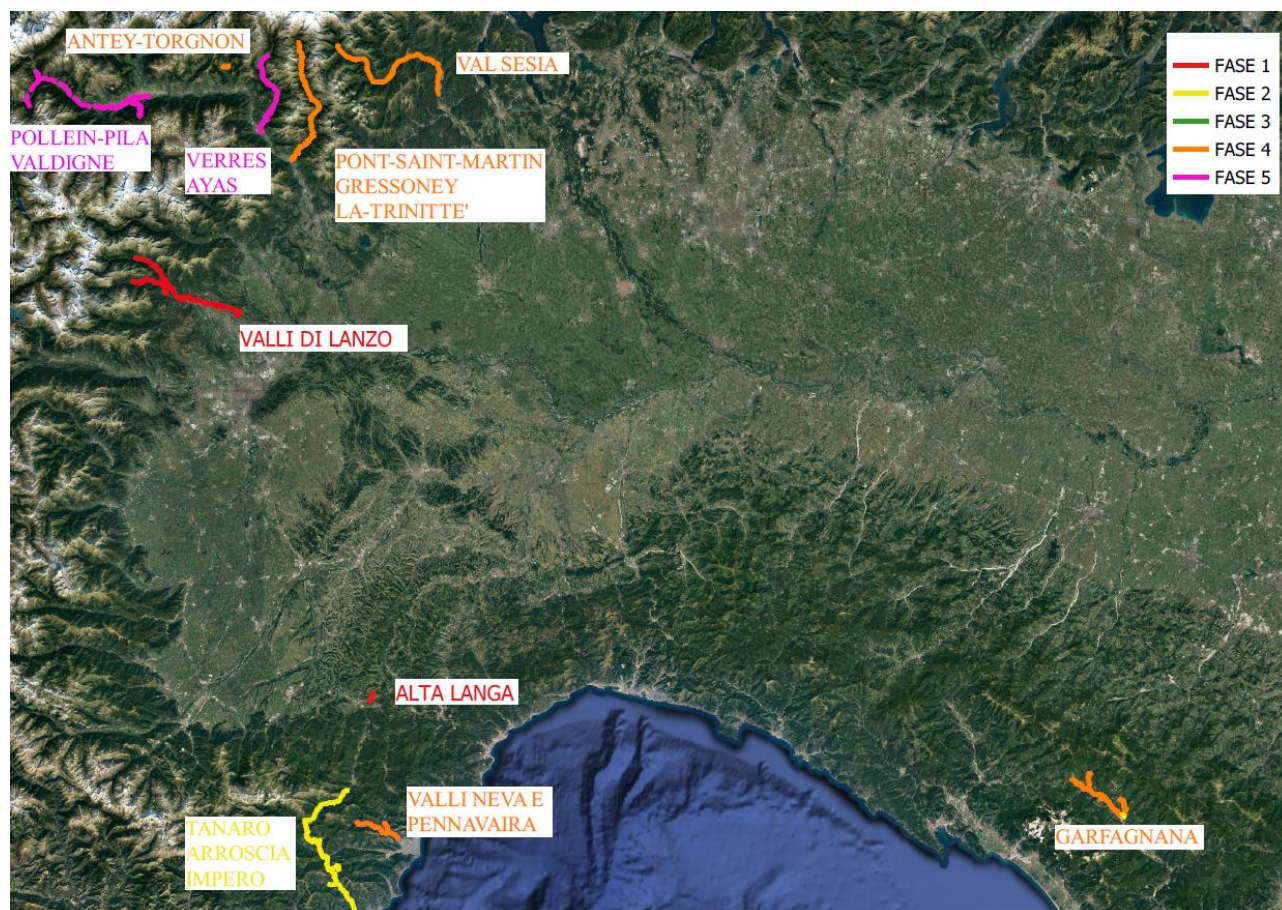 ANTEY-TORGNON
VAL SESIA
FASE 1
FASE 2
FASE 3
FASE 4
FASE 5
POLLEIN-PILA
VALDIGNE
VERRES
AYAS
PONT-SAINT-MARTIN
GRESSONEY
LA-TRINITTE'
VALLI DI LANZO
ALTA LANGA
TANARO
ARROSCIA
IMPERO
VALLI NEVA E
PENNAVAIRA
GARFAGNANA